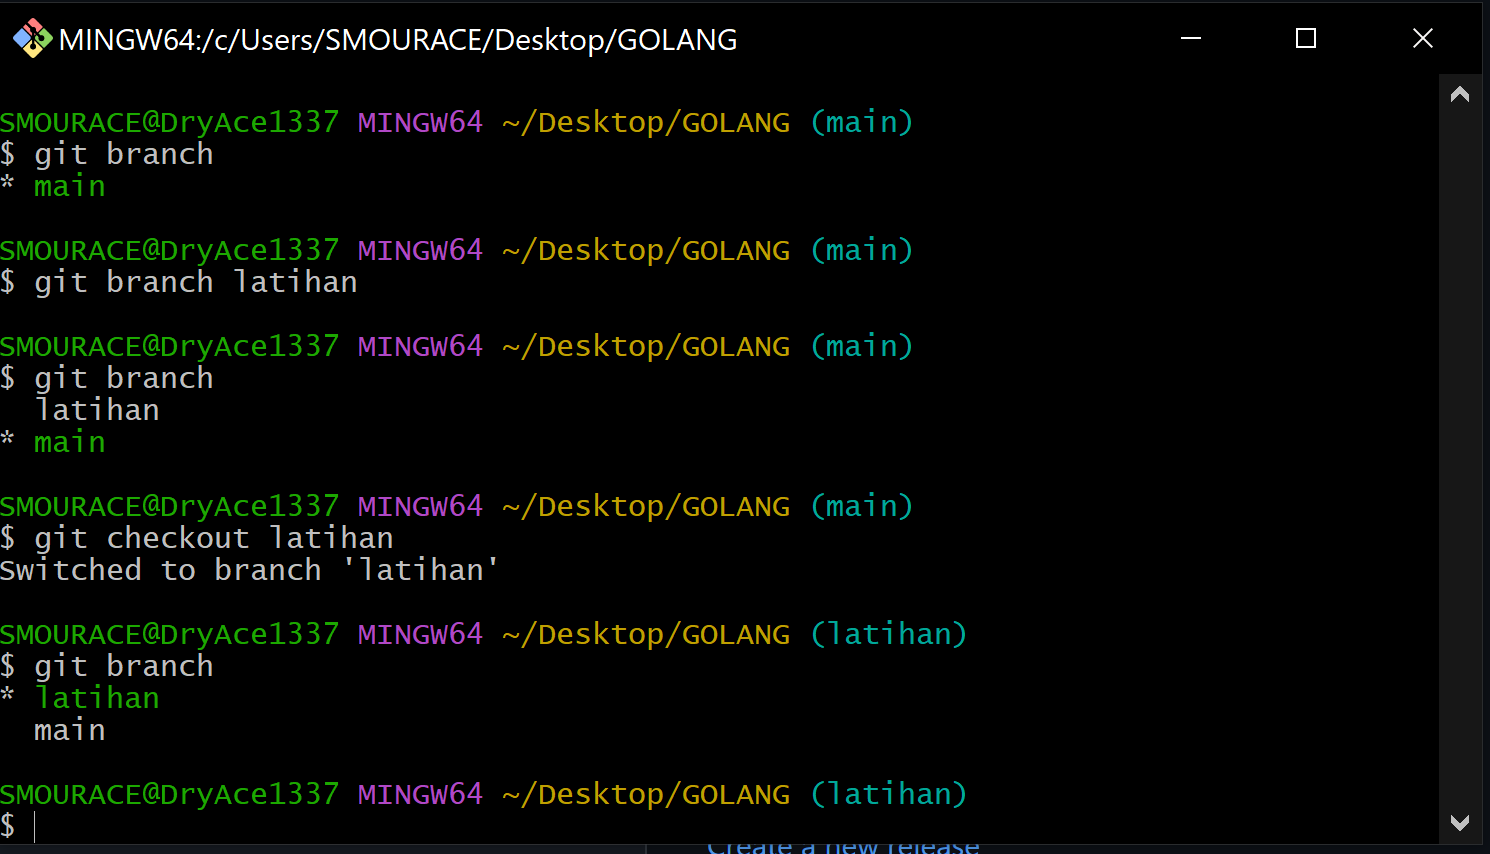 MINGW64:/c/Users/SMOURACE/Desktop/GOLANG
SMOURACE@DryAce1337 MINGW64 ~/Desktop/GOLANG (main)
$ git branch
* main
SMOURACE@DryAce1337 MINGW64 ~/Desktop/GOLANG (main)
$ git branch latihan
SMOURACE@DryAce1337 MINGW64 ~/Desktop/GOLANG (main)
$ git branch
latihan
* main
SMOURACE@DryAce1337 MINGW64 ~/Desktop/GOLANG (main)
$ git checkout latihan
Switched to branch 'latihan'
SMOURACE@DryAce1337 MINGW64 ~/Desktop/GOLANG (latihan)
$ git branch
* latihan
main
SMOURACE@DryAce1337 MINGW64 ~/Desktop/GOLANG (latihan)
$
Create a new release